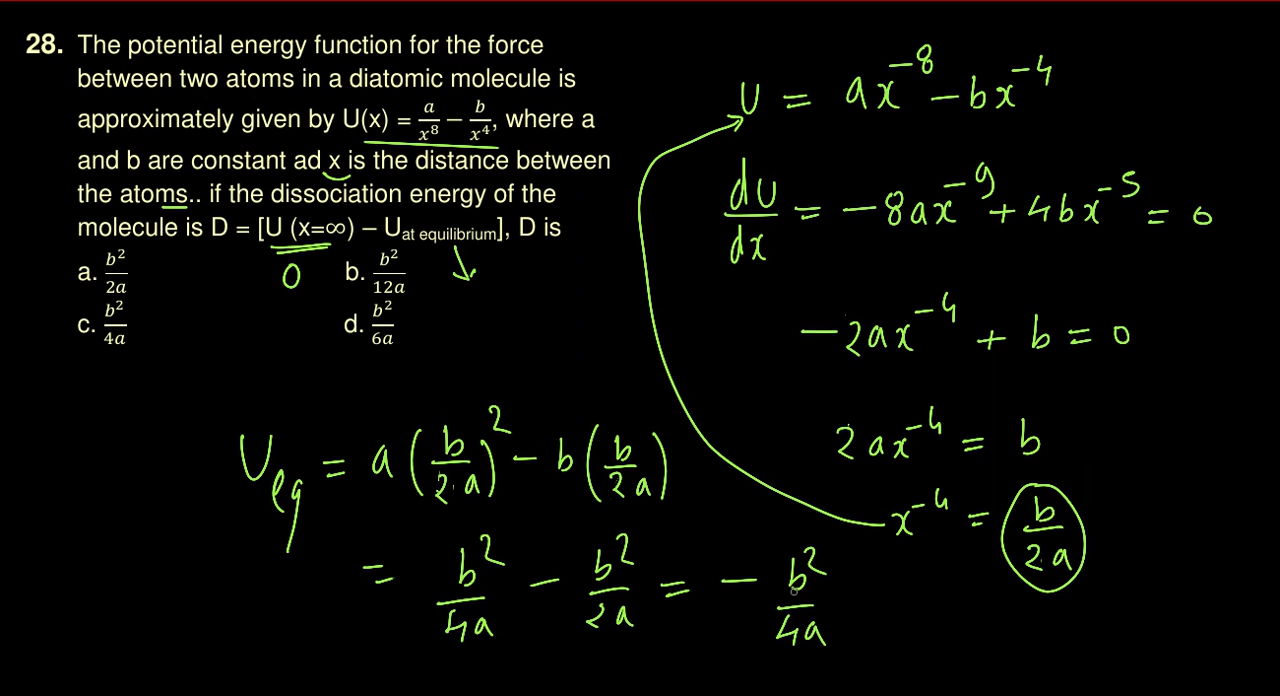 28. The potential energy function for the force
between two atoms in a diatomic molecule is
approximately given by U(x) = a/x⁸ − b/x⁴, where a
and b are constant ad x is the distance between
the atoms.. if the dissociation energy of the
molecule is D = [U (x=∞) − U_at equilibrium], D is
0
a. b²/2a b. b²/12a
c. b²/4a d. b²/6a
U = ax⁻⁸ − bx⁻⁴
du/dx = −8ax⁻⁹ + 4bx⁻⁵ = 0
−2ax⁻⁴ + b = 0
2ax⁻⁴ = b
x⁻⁴ = b/2a
U_eq = a(b/2a)² − b(b/2a)
= b²/4a − b²/2a = − b²/4a